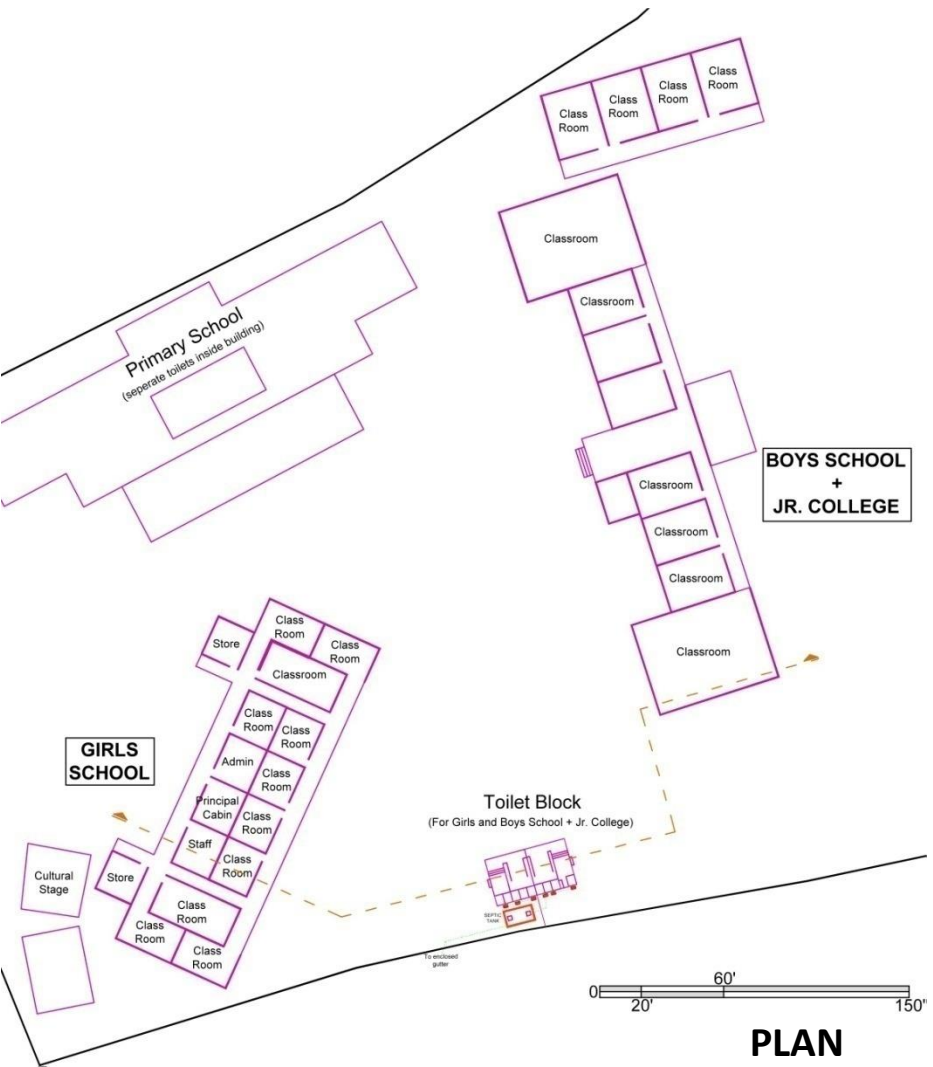 Class
Room
Class
Room
Class
Room
Class
Room
Classroom
Classroom
Primary School
(seperate toilets inside building)
BOYS SCHOOL
+
JR. COLLEGE
Classroom
Classroom
Classroom
Classroom
Store
Class
Room
Class
Room
Classroom
Class
Room
Class
Room
Admin
Class
Room
Principal
Cabin
Class
Room
Staff
Class
Room
GIRLS
SCHOOL
Store
Cultural
Stage
Class
Room
Class
Room
Class
Room
Toilet Block
(For Girls and Boys School + Jr. College)
SEPTIC
TANK
To enclosed
gutter
0
20'
60'
150"
PLAN